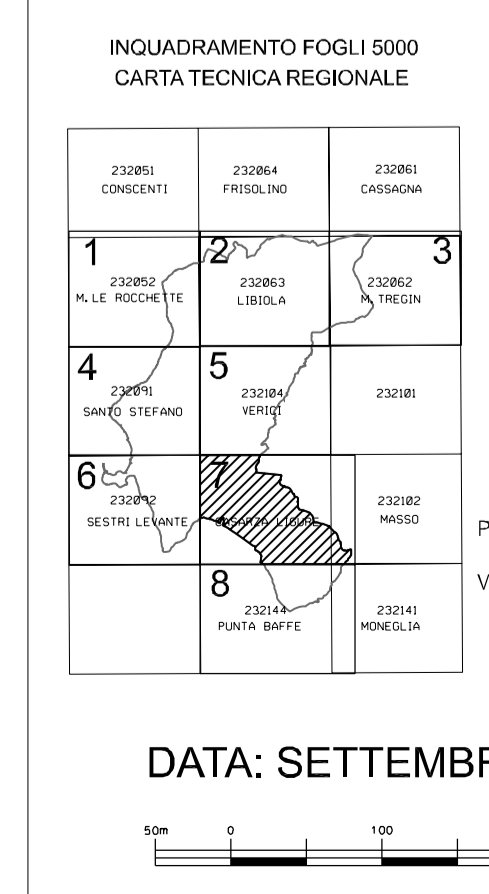 INQUADRAMENTO FOGLI 5000
CARTA TECNICA REGIONALE
232051
CONSCENTI
232064
FRISOLINO
232061
CASSAGNA
1
232052
M. LE ROCCHETTE
2
232063
LIBIOLA
3
232062
M. TREGIN
4
232091
SANTO STEFANO
5
232104
VERICI
232101
6
232092
SESTRI LEVANTE
7
CASARZA LIGURE
232102
MASSO
8
232144
PUNTA BAFFE
232141
MONEGLIA
P
V
DATA: SETTEMBR
50m 0 100